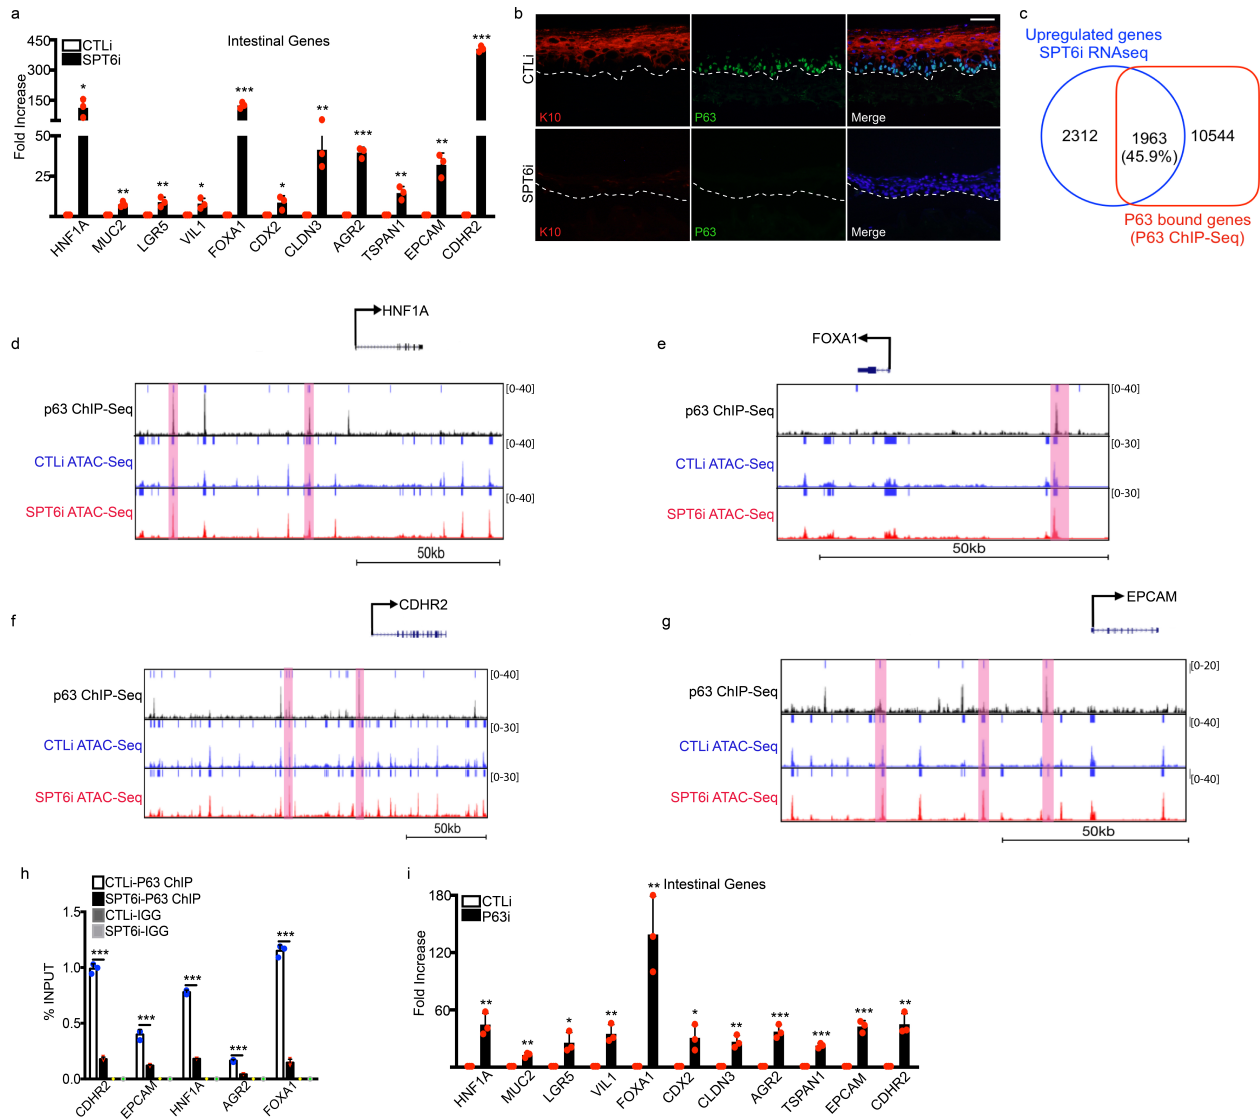 a
Intestinal Genes
CTLi
SPT6i
Fold Increase
450
300
150
50
25
*
**
**
*
***
*
**
***
**
**
***
HNF1A
MUC2
LGR5
VIL1
FOXA1
CDX2
CLDN3
AGR2
TSPAN1
EPCAM
CDHR2
b
CTLi
K10
P63
Merge
SPT6i
K10
P63
Merge
c
Upregulated genes
SPT6i RNAseq
2312
1963
(45.9%)
10544
P63 bound genes
(P63 ChIP-Seq)
d
HNF1A
p63 ChIP-Seq
[0-40]
CTLi ATAC-Seq
[0-40]
SPT6i ATAC-Seq
[0-40]
50kb
e
FOXA1
p63 ChIP-Seq
[0-40]
CTLi ATAC-Seq
[0-30]
SPT6i ATAC-Seq
[0-30]
50kb
f
CDHR2
p63 ChIP-Seq
[0-40]
CTLi ATAC-Seq
[0-30]
SPT6i ATAC-Seq
[0-30]
50kb
g
EPCAM
p63 ChIP-Seq
[0-20]
CTLi ATAC-Seq
[0-40]
SPT6i ATAC-Seq
[0-40]
50kb
h
CTLi-P63 ChIP
SPT6i-P63 ChIP
CTLi-IGG
SPT6i-IGG
% INPUT
1.5
1.0
0.5
0.0
***
***
***
***
***
CDHR2
EPCAM
HNF1A
AGR2
FOXA1
i
Intestinal Genes
CTLi
P63i
Fold Increase
180
120
60
**
**
*
**
**
*
**
***
***
***
**
HNF1A
MUC2
LGR5
VIL1
FOXA1
CDX2
CLDN3
AGR2
TSPAN1
EPCAM
CDHR2